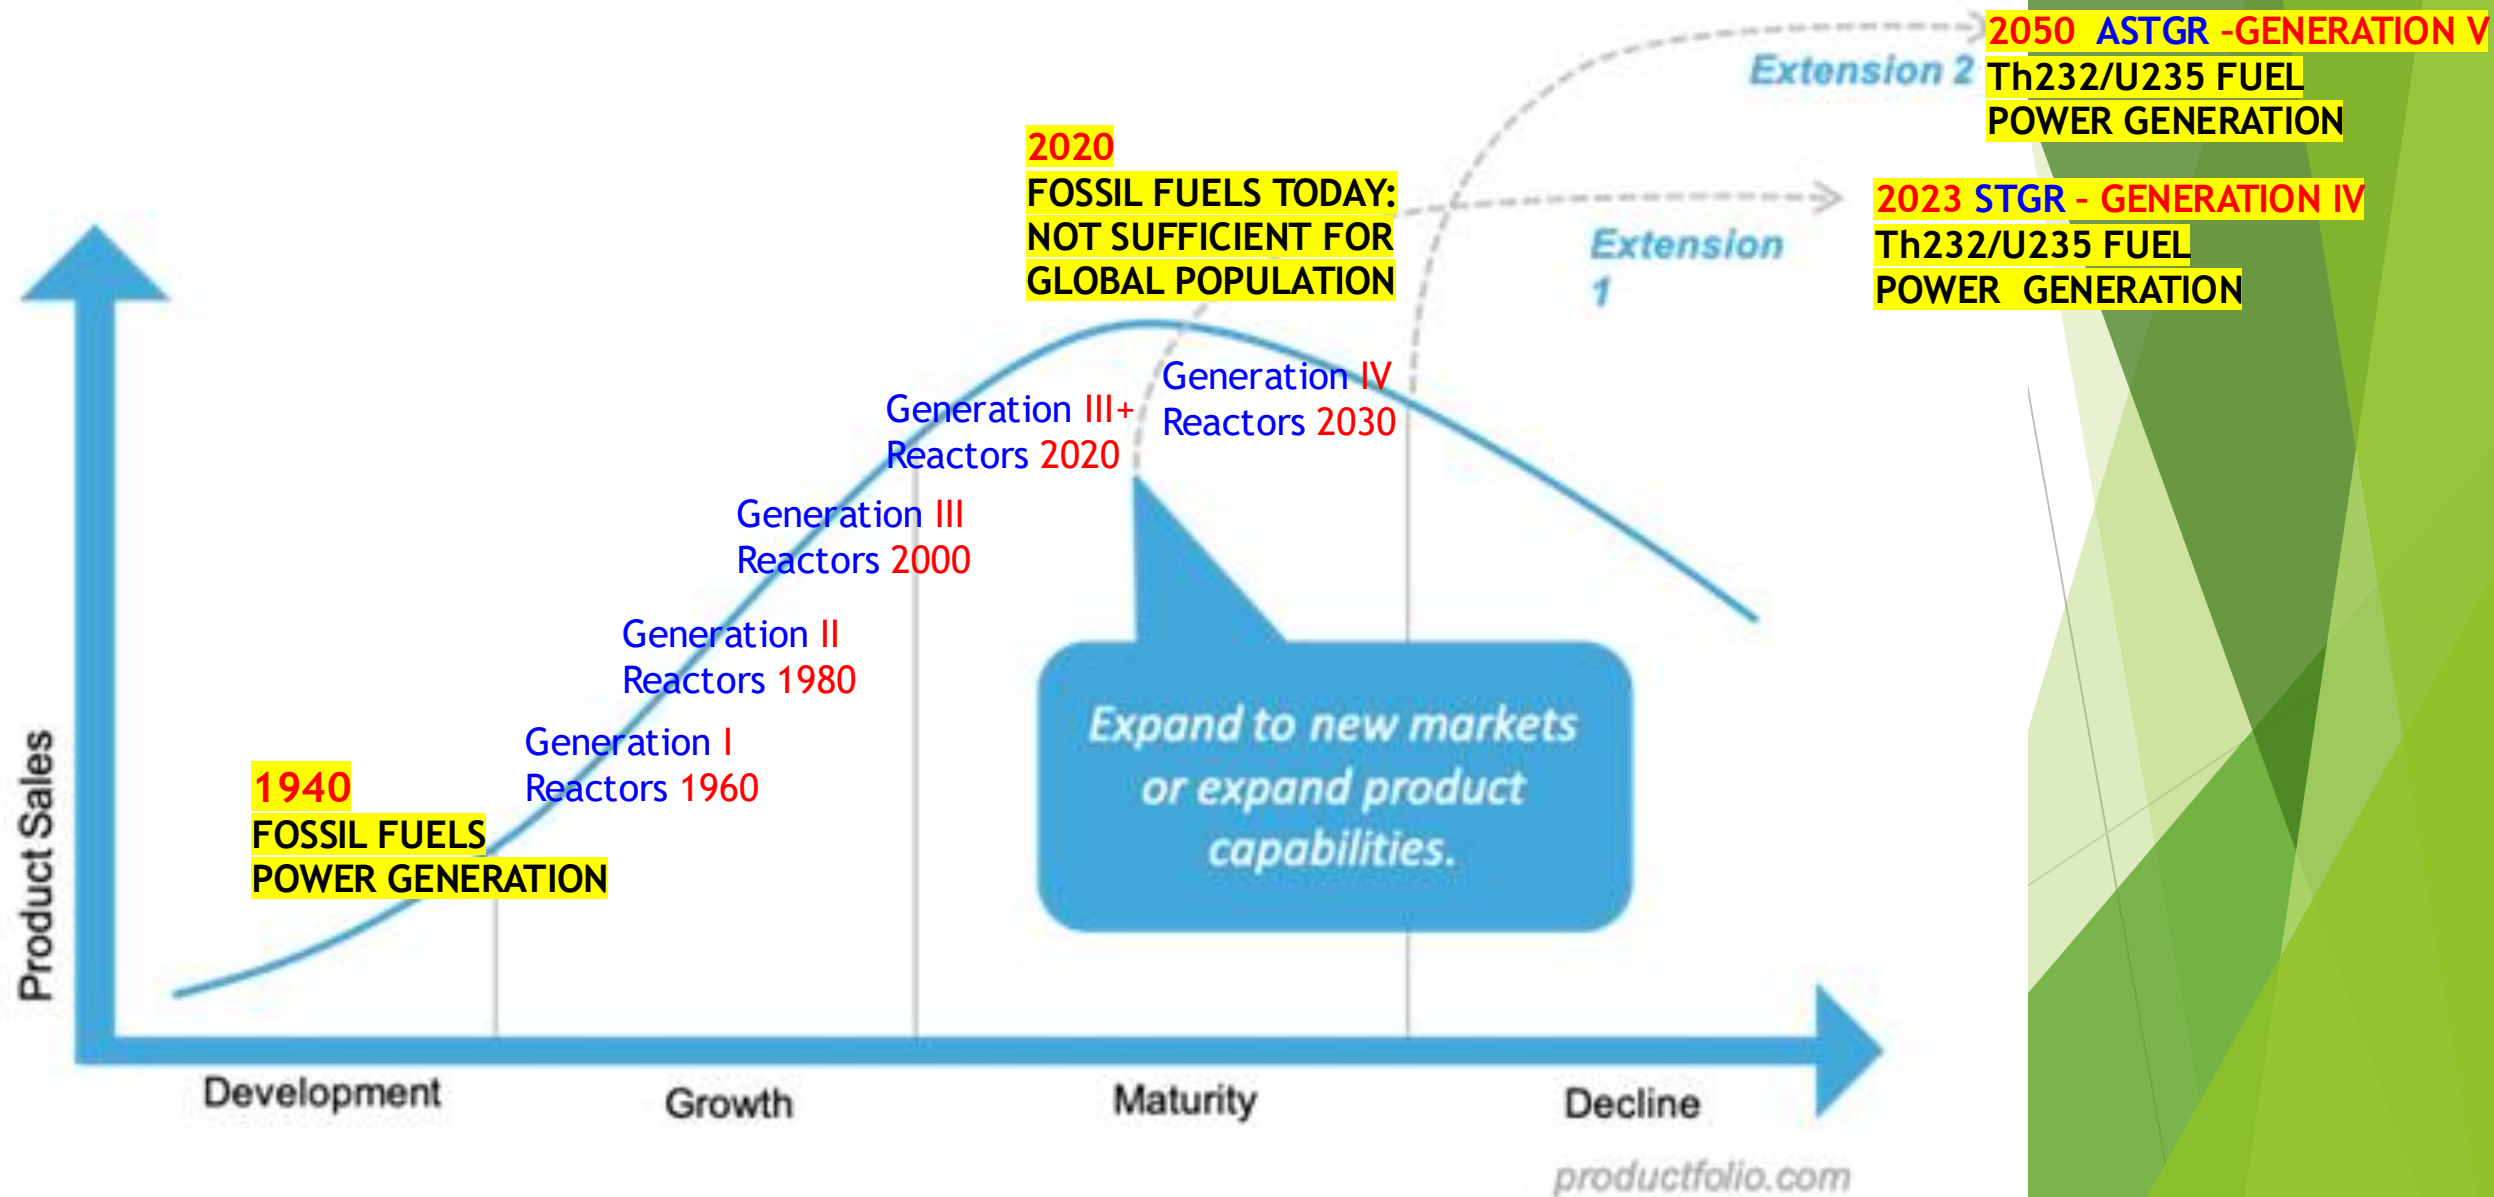 2050 ASTGR –GENERATION V
Th232/U235 FUEL
POWER GENERATION
Extension 2
2020
FOSSIL FUELS TODAY:
NOT SUFFICIENT FOR
GLOBAL POPULATION
2023 STGR – GENERATION IV
Th232/U235 FUEL
POWER GENERATION
Extension
1
Generation IV
Reactors 2030
Generation III+
Reactors 2020
Generation III
Reactors 2000
Generation II
Reactors 1980
Generation I
Reactors 1960
1940
FOSSIL FUELS
POWER GENERATION
Expand to new markets
or expand product
capabilities.
Product Sales
Development
Growth
Maturity
Decline
productfolio.com